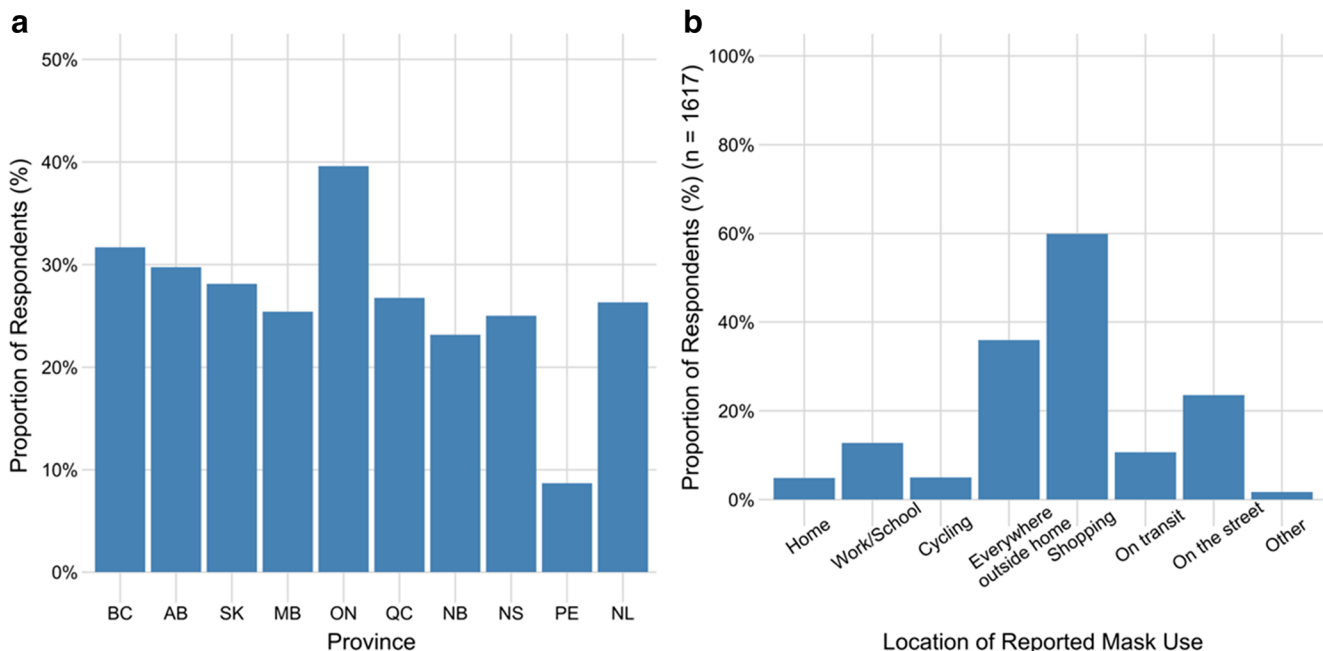 a
Proportion of Respondents (%)
50%
40%
30%
20%
10%
0%
BC AB SK MB ON QC NB NS PE NL
Province
b
Proportion of Respondents (%) (n = 1617)
100%
80%
60%
40%
20%
0%
Home
Work/School
Cycling
Everywhere
outside home
Shopping
On transit
On the street
Other
Location of Reported Mask Use